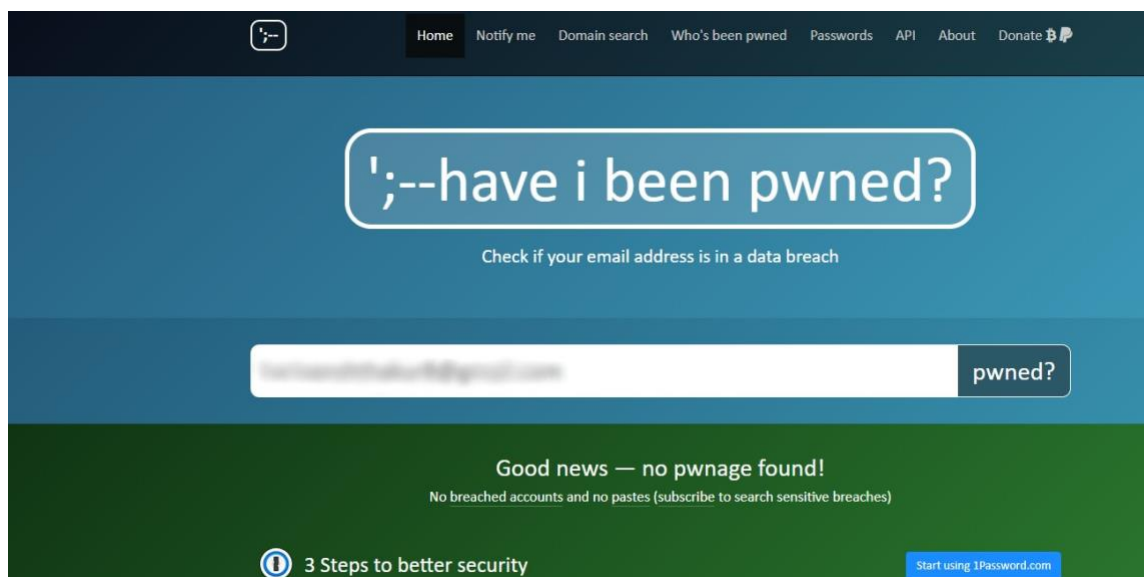 ';--
Home Notify me Domain search Who's been pwned Passwords API About Donate
';--have i been pwned?
Check if your email address is in a data breach
pwned?
Good news — no pwnage found!
No breached accounts and no pastes (subscribe to search sensitive breaches)
3 Steps to better security
Start using 1Password.com